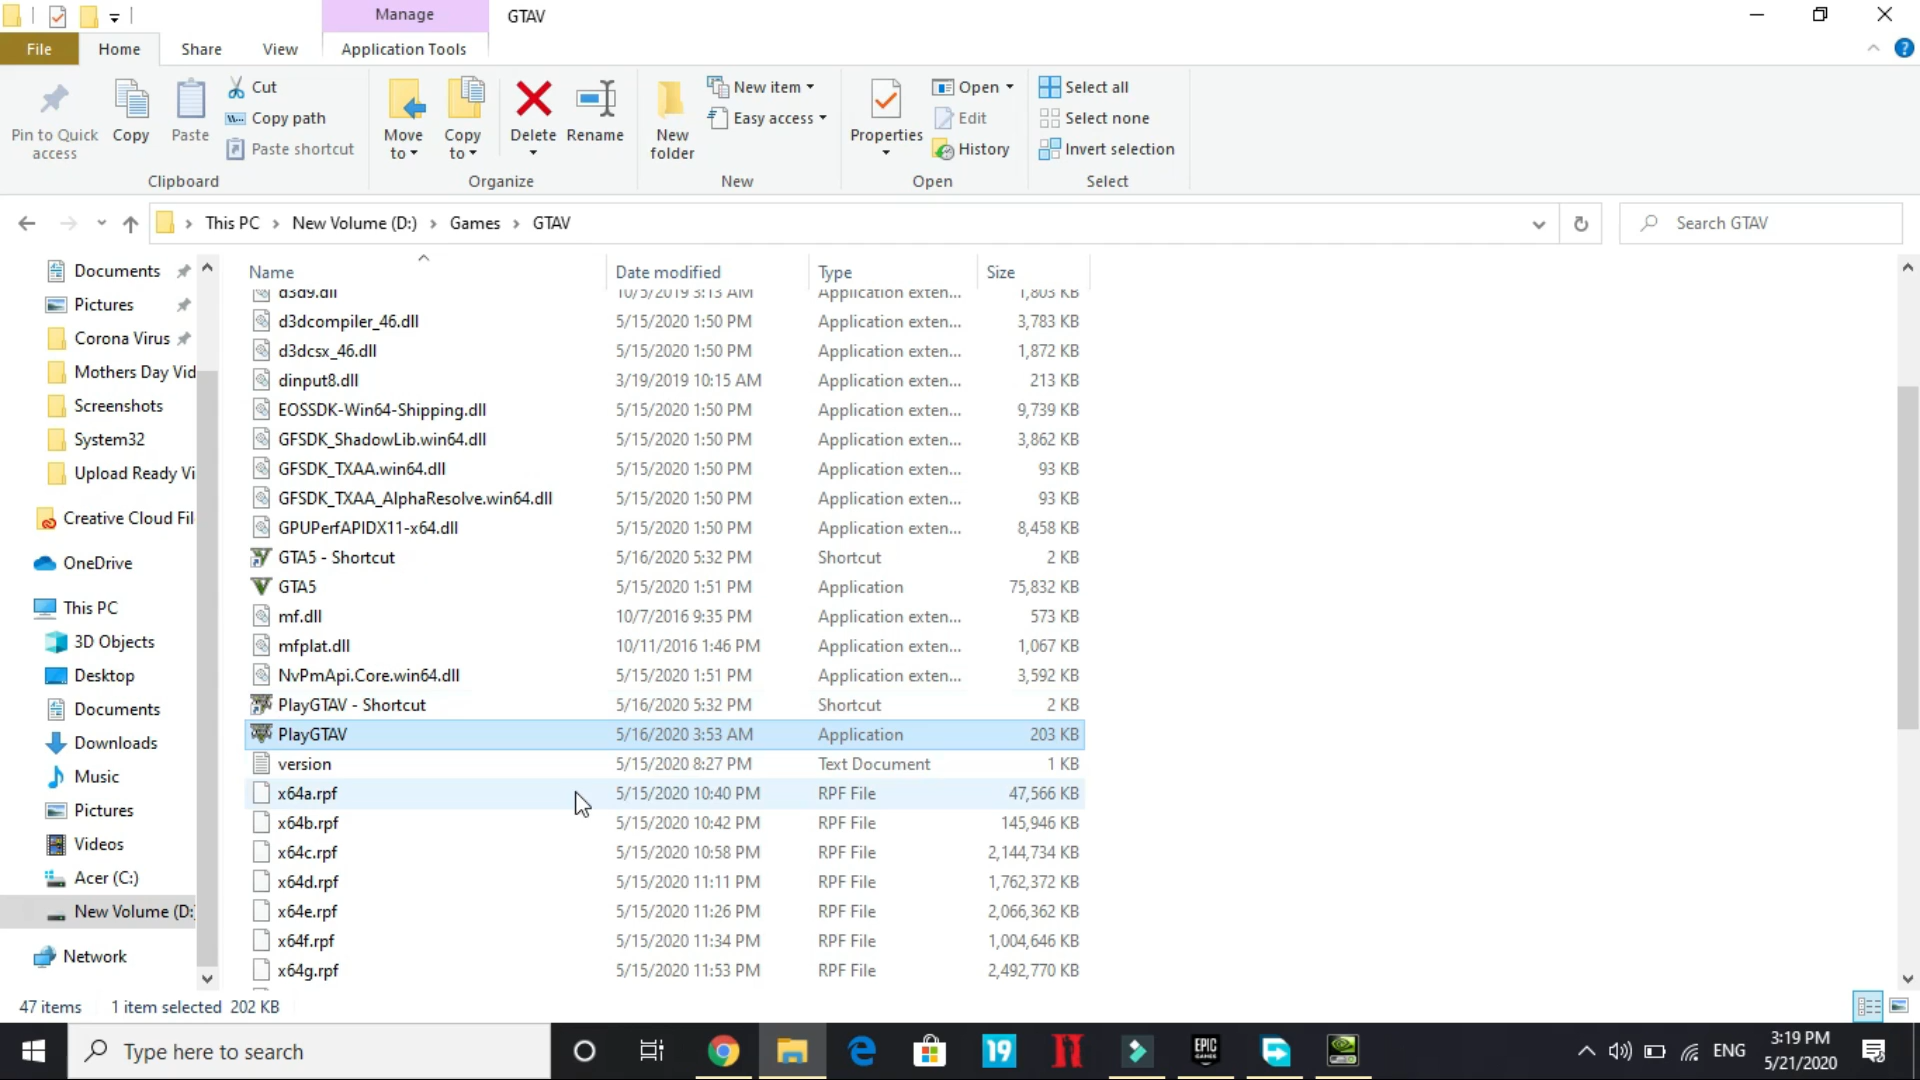 Manage
GTAV
File
Home
Share
View
Application Tools
Pin to Quick access
Copy
Paste
Cut
Copy path
Paste shortcut
Clipboard
Move to
Copy to
Delete
Rename
Organize
New folder
New item
Easy access
New
Properties
Open
Edit
History
Open
Select all
Select none
Invert selection
Select
This PC > New Volume (D:) > Games > GTAV
Search GTAV
Documents
Pictures
Corona Virus
Mothers Day Vid
Screenshots
System32
Upload Ready Vi
Creative Cloud Fil
OneDrive
This PC
3D Objects
Desktop
Documents
Downloads
Music
Pictures
Videos
Acer (C:)
New Volume (D:
Network
Name Date modified Type Size
d3d9.dll 10/5/2019 3:13 AM Application exten... 1,803 KB
d3dcompiler_46.dll 5/15/2020 1:50 PM Application exten... 3,783 KB
d3dcsx_46.dll 5/15/2020 1:50 PM Application exten... 1,872 KB
dinput8.dll 3/19/2019 10:15 AM Application exten... 213 KB
EOSSDK-Win64-Shipping.dll 5/15/2020 1:50 PM Application exten... 9,739 KB
GFSDK_ShadowLib.win64.dll 5/15/2020 1:50 PM Application exten... 3,862 KB
GFSDK_TXAA.win64.dll 5/15/2020 1:50 PM Application exten... 93 KB
GFSDK_TXAA_AlphaResolve.win64.dll 5/15/2020 1:50 PM Application exten... 93 KB
GPUPerfAPIDX11-x64.dll 5/15/2020 1:50 PM Application exten... 8,458 KB
GTA5 - Shortcut 5/16/2020 5:32 PM Shortcut 2 KB
GTA5 5/15/2020 1:51 PM Application 75,832 KB
mf.dll 10/7/2016 9:35 PM Application exten... 573 KB
mfplat.dll 10/11/2016 1:46 PM Application exten... 1,067 KB
NvPmApi.Core.win64.dll 5/15/2020 1:51 PM Application exten... 3,592 KB
PlayGTAV - Shortcut 5/16/2020 5:32 PM Shortcut 2 KB
PlayGTAV 5/16/2020 3:53 AM Application 203 KB
version 5/15/2020 8:27 PM Text Document 1 KB
x64a.rpf 5/15/2020 10:40 PM RPF File 47,566 KB
x64b.rpf 5/15/2020 10:42 PM RPF File 145,946 KB
x64c.rpf 5/15/2020 10:58 PM RPF File 2,144,734 KB
x64d.rpf 5/15/2020 11:11 PM RPF File 1,762,372 KB
x64e.rpf 5/15/2020 11:26 PM RPF File 2,066,362 KB
x64f.rpf 5/15/2020 11:34 PM RPF File 1,004,646 KB
x64g.rpf 5/15/2020 11:53 PM RPF File 2,492,770 KB
47 items 1 item selected 202 KB
Type here to search
19
EPIC GAMES
ENG
3:19 PM
5/21/2020